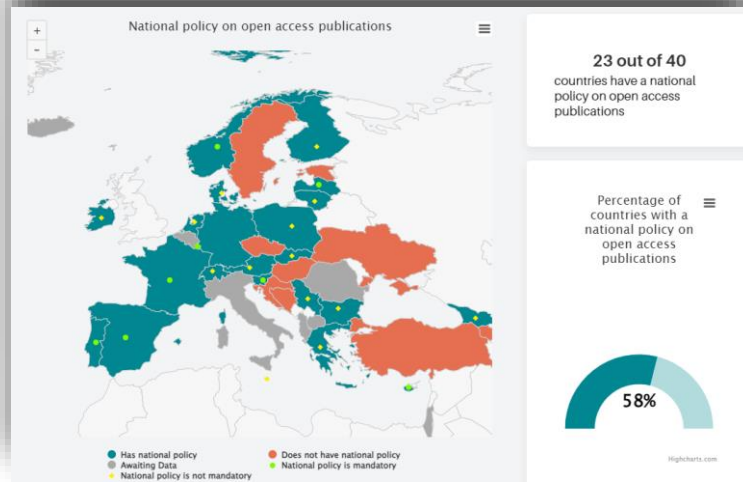 National policy on open access publications
+
-
23 out of 40
countries have a national
policy on open access
publications
Percentage of
countries with a
national policy on
open access
publications
58%
Highcharts.com
Has national policy
Does not have national policy
Awaiting Data
National policy is mandatory
National policy is not mandatory